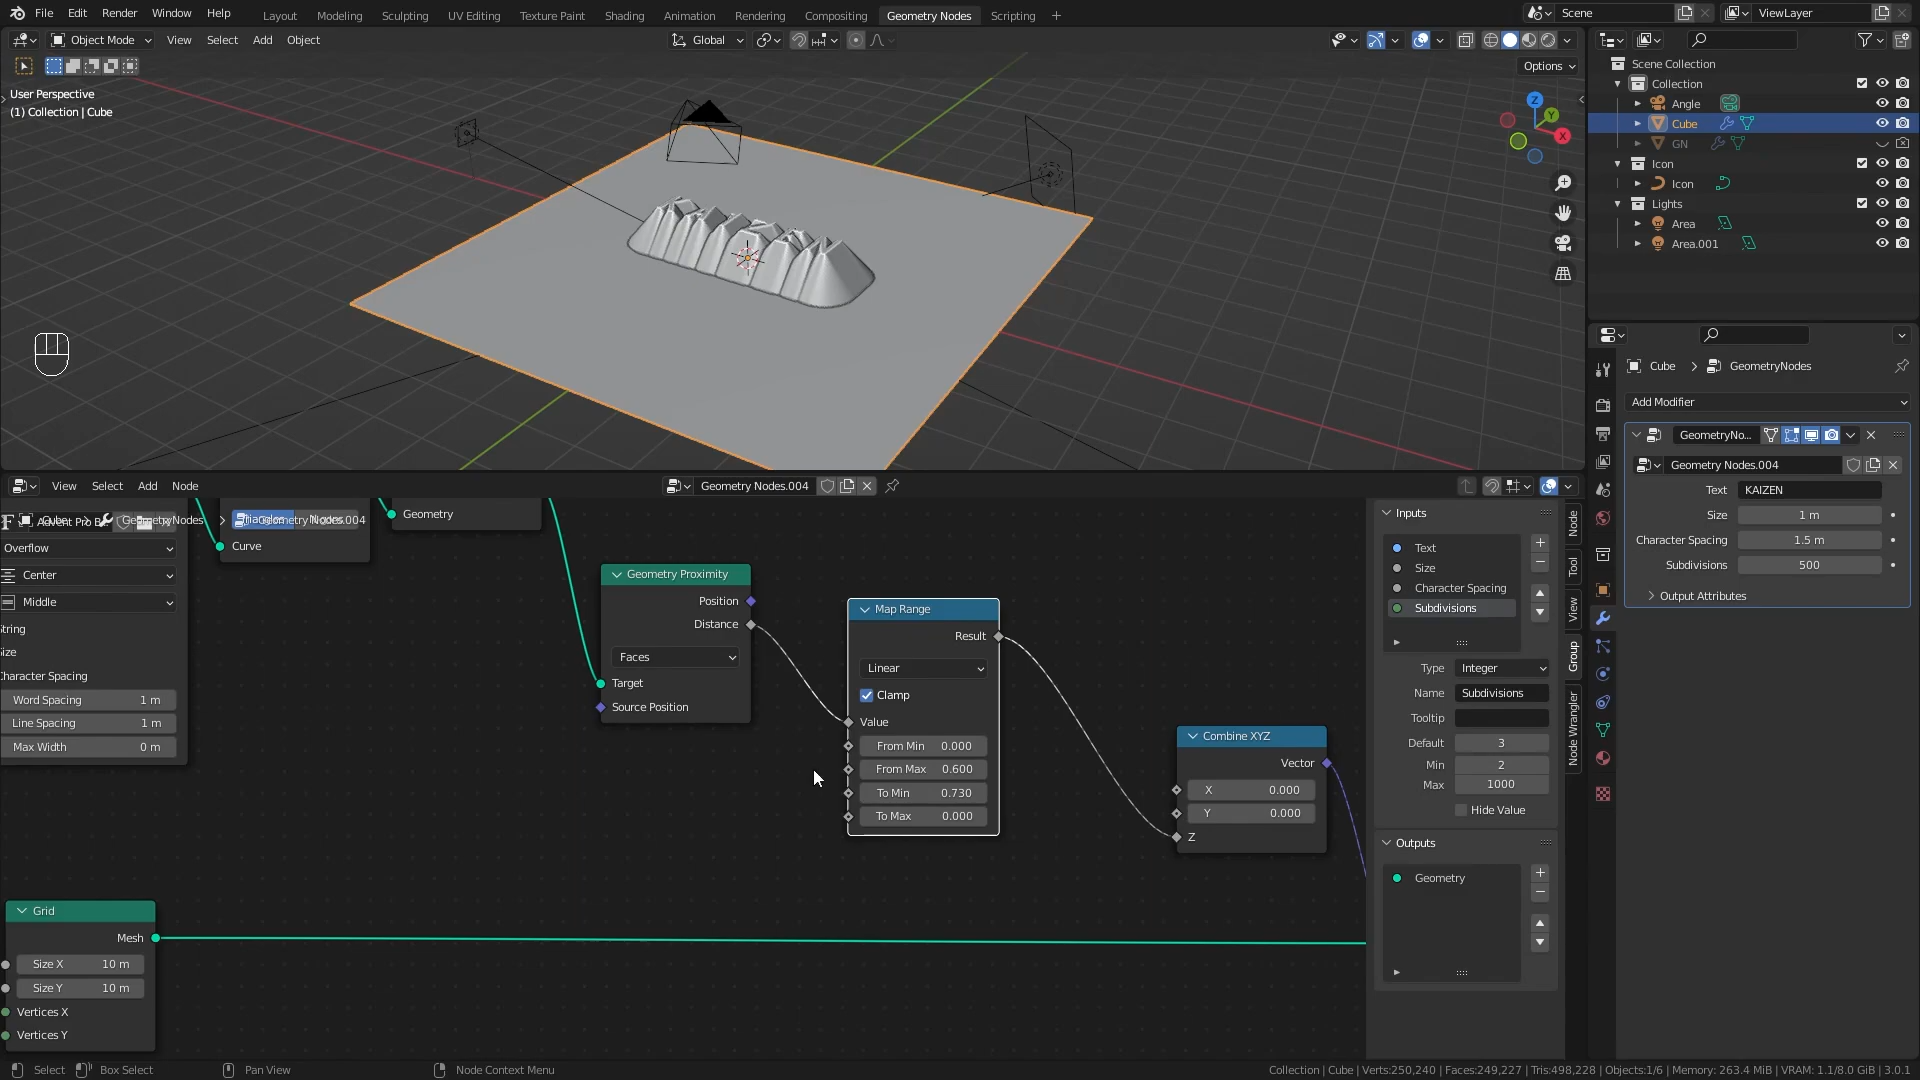 File Edit Render Window Help Layout Modeling Sculpting UV Editing Texture Paint Shading Animation Rendering Compositing Geometry Nodes Scripting + Scene ViewLayer
Object Mode View Select Add Object Global
Options
User Perspective
(1) Collection | Cube
Z
Y
X
Scene Collection
Collection
Angle
Cube
GN
Icon
Icon
Lights
Area
Area.001
Cube > GeometryNodes
Add Modifier
GeometryNo...
Geometry Nodes.004
Text KAIZEN
Size 1 m
Character Spacing 1.5 m
Subdivisions 500
Output Attributes
View Select Add Node Geometry Nodes.004
Cube > GeometryNodes > Geometry Nodes.004
Overflow
Center
Middle
Size
Character Spacing
Word Spacing 1 m
Line Spacing 1 m
Max Width 0 m
Curve
Geometry
Geometry Proximity
Position
Distance
Faces
Target
Source Position
Map Range
Result
Linear
Clamp
Value
From Min 0.000
From Max 0.600
To Min 0.730
To Max 0.000
Combine XYZ
Vector
X 0.000
Y 0.000
Z
Grid
Mesh
Size X 10 m
Size Y 10 m
Vertices X
Vertices Y
Inputs
Text
Size
Character Spacing
Subdivisions
Type Integer
Name Subdivisions
Tooltip
Default 3
Min 2
Max 1000
Hide Value
Outputs
Geometry
Node
Tool
View
Group
Node Wrangler
Select Box Select Pan View Node Context Menu Collection | Cube | Verts:250,240 | Faces:249,227 | Tris:498,228 | Objects:1/6 | Memory: 263.4 MiB | VRAM: 1.1/8.0 GiB | 3.0.1